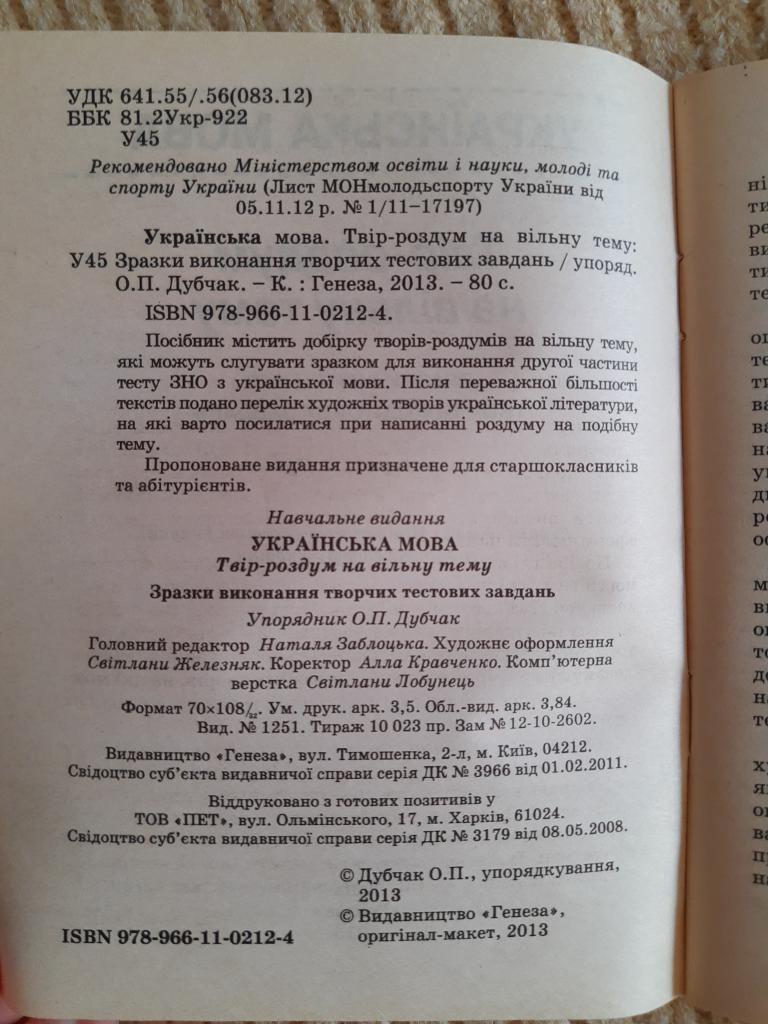 УДК 641.55/.56(083.12)
ББК 81.2Укр-922
У45
Рекомендовано Міністерством освіти і науки, молоді та
спорту України (Лист МОНмолодьспорту України від
05.11.12 р. № 1/11-17197)
Українська мова. Твір-роздум на вільну тему:
У45 Зразки виконання творчих тестових завдань / упоряд.
О.П. Дубчак. – К. : Генеза, 2013. – 80 с.
ISBN 978-966-11-0212-4.
Посібник містить добірку творів-роздумів на вільну тему,
які можуть слугувати зразком для виконання другої частини
тесту ЗНО з української мови. Після переважної більшості
текстів подано перелік художніх творів української літератури,
на які варто посилатися при написанні роздуму на подібну
тему.
Пропоноване видання призначене для старшокласників
та абітурієнтів.
Навчальне видання
УКРАЇНСЬКА МОВА
Твір-роздум на вільну тему
Зразки виконання творчих тестових завдань
Упорядник О.П. Дубчак
Головний редактор Наталя Заблоцька. Художнє оформлення
Світлани Железняк. Коректор Алла Кравченко. Комп'ютерна
верстка Світлани Лобунець
Формат 70×108/32. Ум. друк. арк. 3,5. Обл.-вид. арк. 3,84.
Вид. № 1251. Тираж 10 023 пр. Зам № 12-10-2602.
Видавництво «Генеза», вул. Тимошенка, 2-л, м. Київ, 04212.
Свідоцтво суб'єкта видавничої справи серія ДК № 3966 від 01.02.2011.
Віддруковано з готових позитивів у
ТОВ «ПЕТ», вул. Ольмінського, 17, м. Харків, 61024.
Свідоцтво суб'єкта видавничої справи серія ДК № 3179 від 08.05.2008.
© Дубчак О.П., упорядкування,
2013
© Видавництво «Генеза»,
оригінал-макет, 2013
ISBN 978-966-11-0212-4